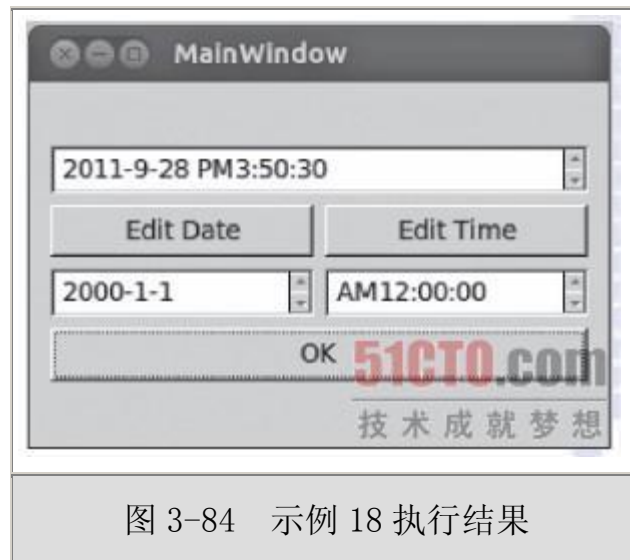 MainWindow
2011-9-28 PM3:50:30
Edit Date Edit Time
2000-1-1 AM12:00:00
OK
51CTO.com
技术成就梦想
图 3-84 示例 18 执行结果